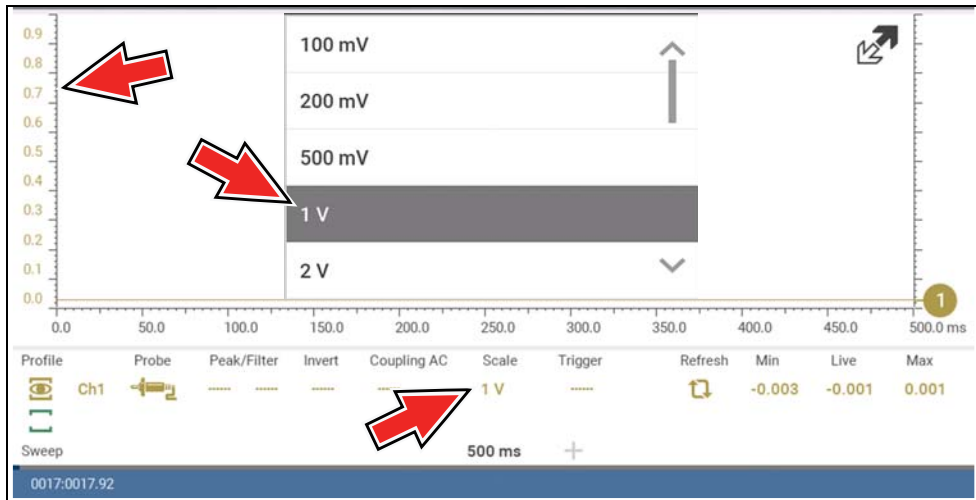 0.9
0.8
0.7
0.6
0.5
0.4
0.3
0.2
0.1
0.0
100 mV
200 mV
500 mV
1 V
2 V
1
0.0 50.0 100.0 150.0 200.0 250.0 300.0 350.0 400.0 450.0 500.0 ms
Profile Probe Peak/Filter Invert Coupling AC Scale Trigger Refresh Min Live Max
Ch1 ------ ------ ------ ------ 1 V ------ -0.003 -0.001 0.001
Sweep 500 ms +
0017:0017.92